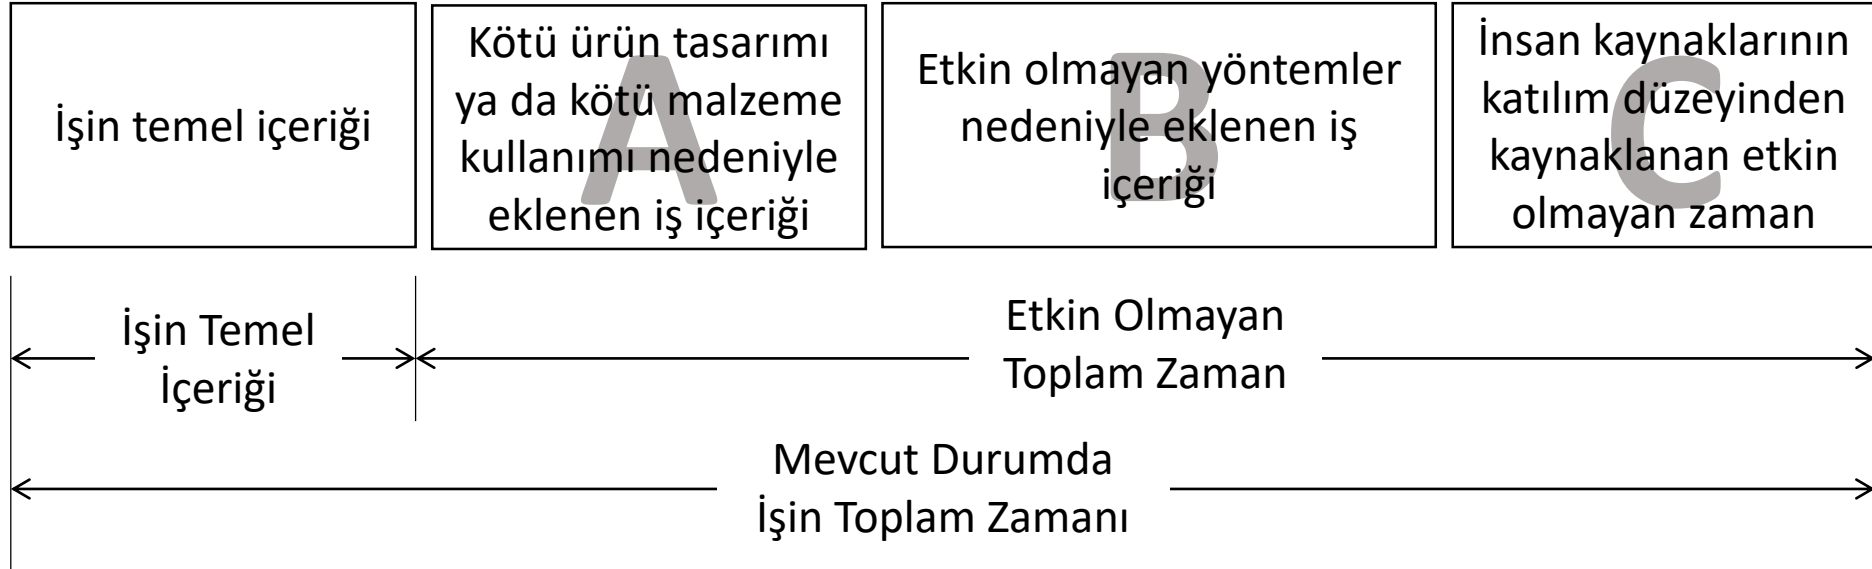 İşin temel içeriği
A
Kötü ürün tasarımı
ya da kötü malzeme
kullanımı nedeniyle
eklenen iş içeriği
B
Etkin olmayan yöntemler
nedeniyle eklenen iş
içeriği
C
İnsan kaynaklarının
katılım düzeyinden
kaynaklanan etkin
olmayan zaman
İşin Temel
İçeriği
Etkin Olmayan
Toplam Zaman
Mevcut Durumda
İşin Toplam Zamanı